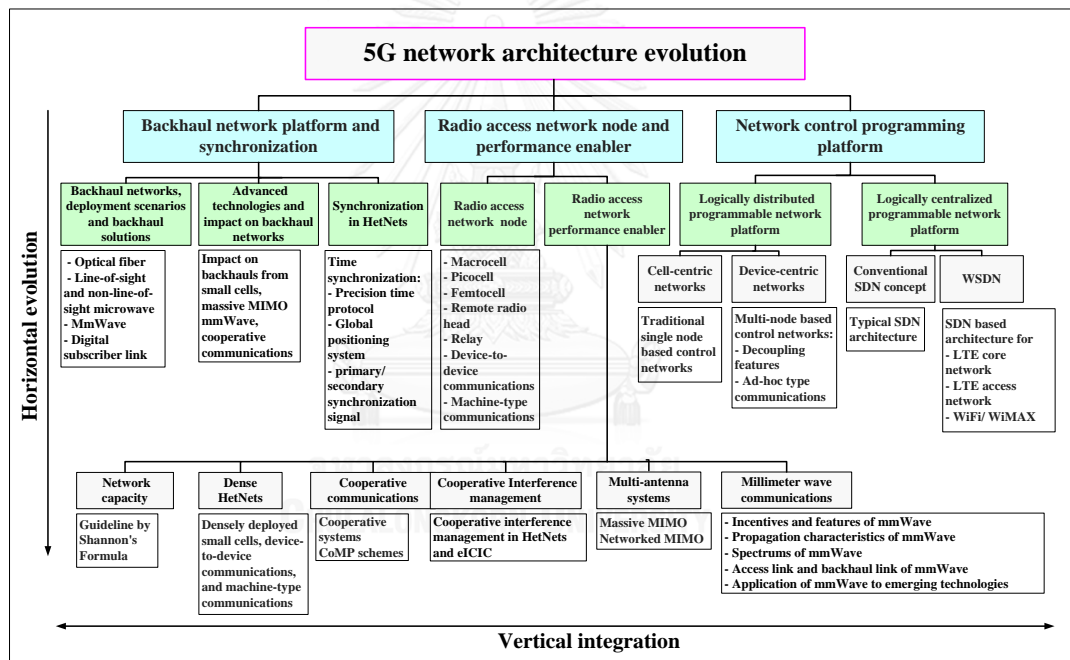 5G network architecture evolution
Backhaul network platform and
synchronization
Radio access network node and
performance enabler
Network control programming
platform
Backhaul networks,
deployment scenarios
and backhaul
solutions
Advanced
technologies and
impact on backhaul
networks
Synchronization
in HetNets
Radio access
network node
Radio access
network
performance enabler
Logically distributed
programmable network
platform
Logically centralized
programmable network
platform
- Optical fiber
- Line-of-sight
and non-line-of-
sight microwave
- MmWave
- Digital
subscriber link
Impact on
backhauls from
small cells,
massive MIMO
mmWave,
cooperative
communications
Time
synchronization:
- Precision time
protocol
- Global
positioning
system
- primary/
secondary
synchronization
signal
- Macrocell
- Picocell
- Femtocell
- Remote radio
head
- Relay
- Device-to-
device
communications
- Machine-type
communications
Cell-centric
networks
Device-centric
networks
Conventional
SDN concept
WSDN
Traditional
single node
based control
networks
Multi-node based
control networks:
- Decoupling
features
- Ad-hoc type
communications
Typical SDN
architecture
SDN based
architecture for
- LTE core
network
- LTE access
network
- WiFi/ WiMAX
Network
capacity
Dense
HetNets
Cooperative
communications
Cooperative Interference
management
Multi-antenna
systems
Millimeter wave
communications
Guideline by
Shannon's
Formula
Densely deployed
small cells, device-
to-device
communications,
and machine-type
communications
Cooperative
systems
CoMP schemes
Cooperative interference
management in HetNets
and eICIC
Massive MIMO
Networked MIMO
- Incentives and features of mmWave
- Propagation characteristics of mmWave
- Spectrums of mmWave
- Access link and backhaul link of mmWave
- Application of mmWave to emerging technologies
Horizontal evolution
Vertical integration